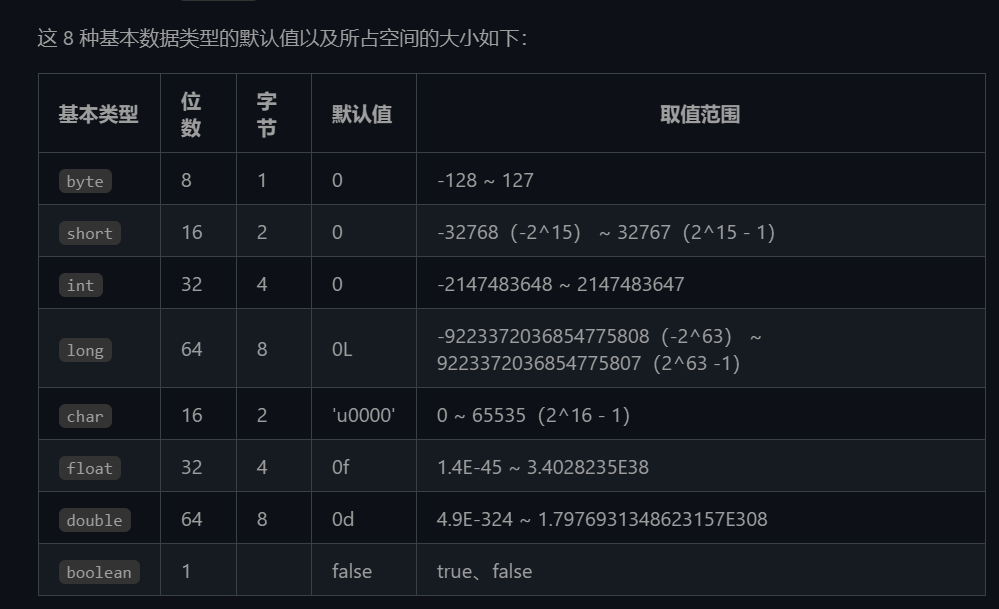 这 8 种基本数据类型的默认值以及所占空间的大小如下：
基本类型 位数 字节 默认值 取值范围
byte 8 1 0 -128 ~ 127
short 16 2 0 -32768（-2^15） ~ 32767（2^15 - 1）
int 32 4 0 -2147483648 ~ 2147483647
long 64 8 0L -9223372036854775808（-2^63） ~
9223372036854775807（2^63 -1）
char 16 2 'u0000' 0 ~ 65535（2^16 - 1）
float 32 4 0f 1.4E-45 ~ 3.4028235E38
double 64 8 0d 4.9E-324 ~ 1.7976931348623157E308
boolean 1 false true、false